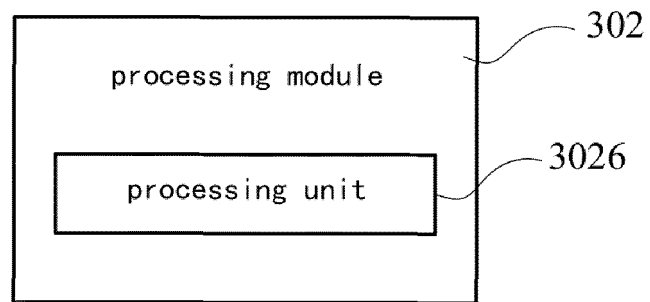 302
processing module
3026
processing unit